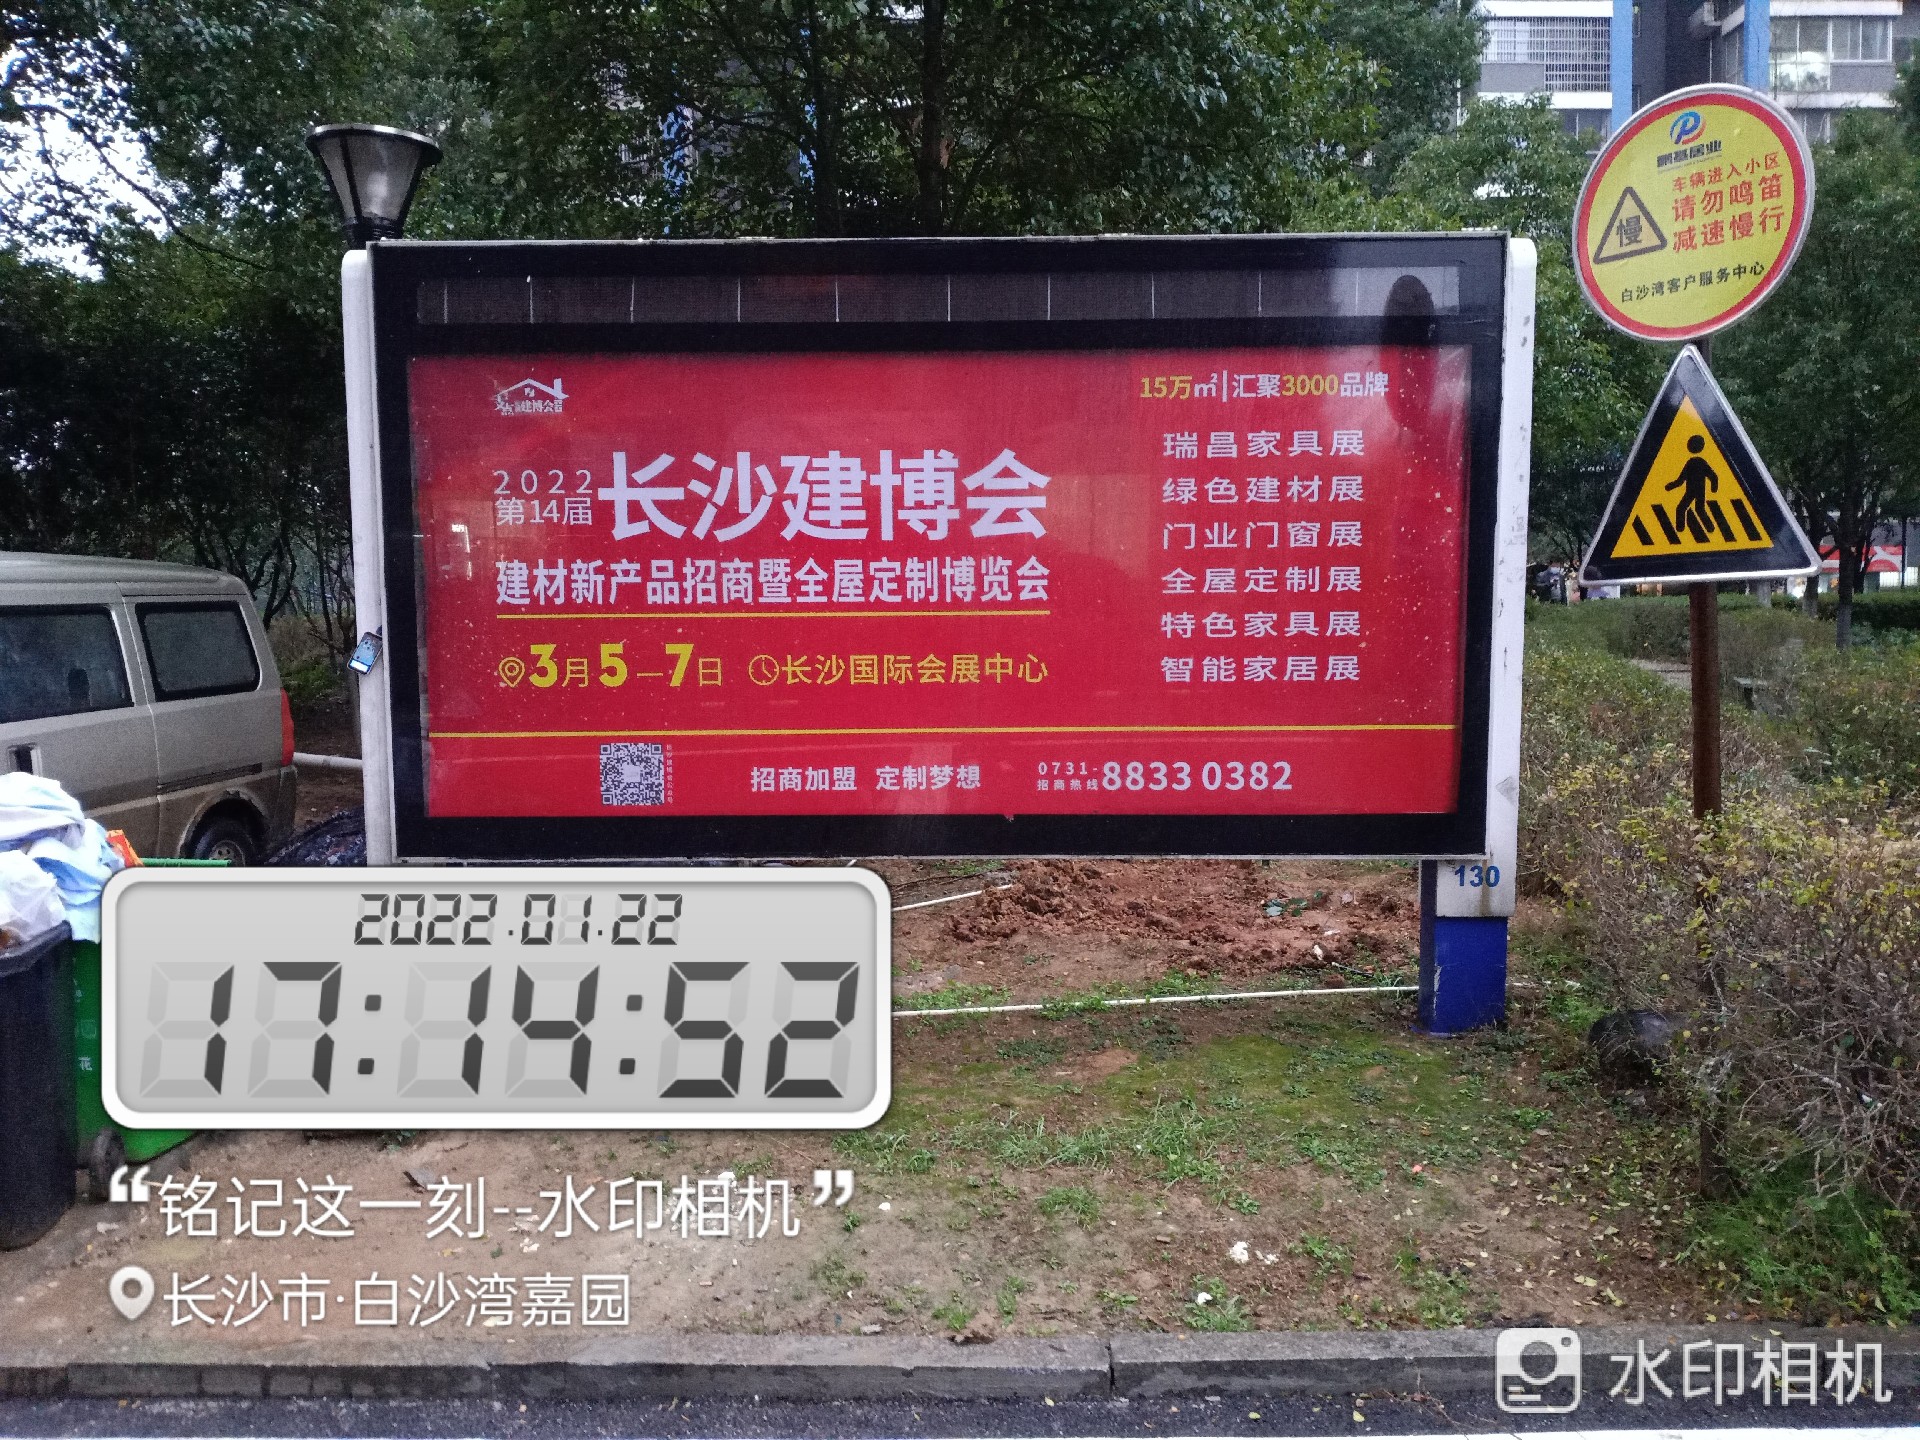 建博会
15万㎡|汇聚3000品牌
2022
第14届
长沙建博会
建材新产品招商暨全屋定制博览会
3月5—7日 长沙国际会展中心
瑞昌家具展
绿色建材展
门业门窗展
全屋定制展
特色家具展
智能家居展
招商加盟 定制梦想
0731-
招商热线
88330382
130
车辆进入小区
请勿鸣笛
减速慢行
慢
白沙湾客户服务中心
2022.01.22
17:14:52
“铭记这一刻--水印相机”
长沙市·白沙湾嘉园
水印相机